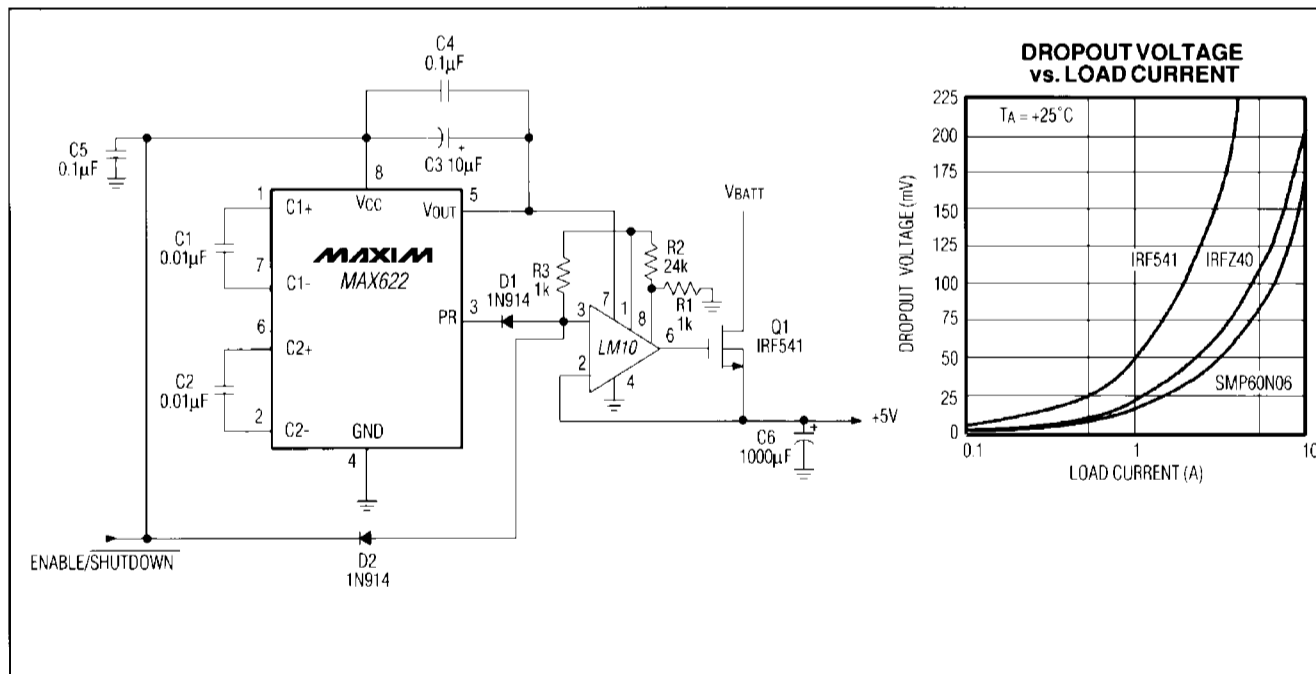 C4
0.1µF
C5
0.1µF
C3 10µF
+
8
1
C1+
VCC
5
VOUT
C1
0.01µF
7
C1-
MAXIM
MAX622
D1
1N914
R3
1k
R2
24k
R1
1k
VBATT
PR
3
3
7
1
8
6
2
LM10
4
Q1
IRF541
6
C2+
C2
0.01µF
2
C2-
GND
4
+5V
+
C6
1000µF
ENABLE/SHUTDOWN
D2
1N914
DROPOUT VOLTAGE
vs. LOAD CURRENT
TA = +25°C
225
200
175
150
125
100
75
50
25
0
DROPOUT VOLTAGE (mV)
IRF541
IRFZ40
SMP60N06
0.1
1
10
LOAD CURRENT (A)